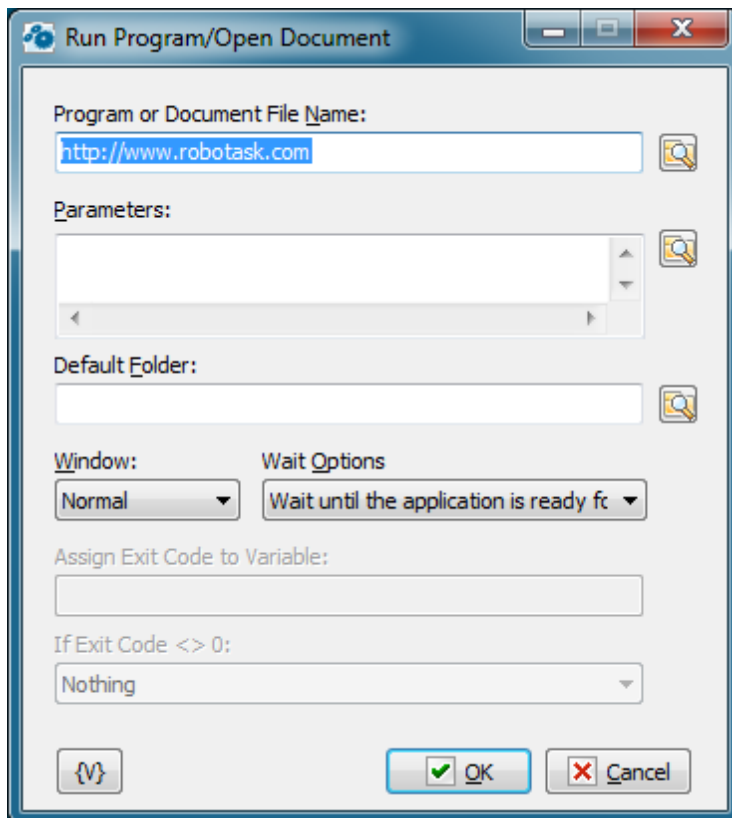 Run Program/Open Document
Program or Document File Name:
http://www.robotask.com
Parameters:
Default Folder:
Window:
Wait Options
Normal
Wait until the application is ready fc
Assign Exit Code to Variable:
If Exit Code <> 0:
Nothing
{V}
OK
Cancel